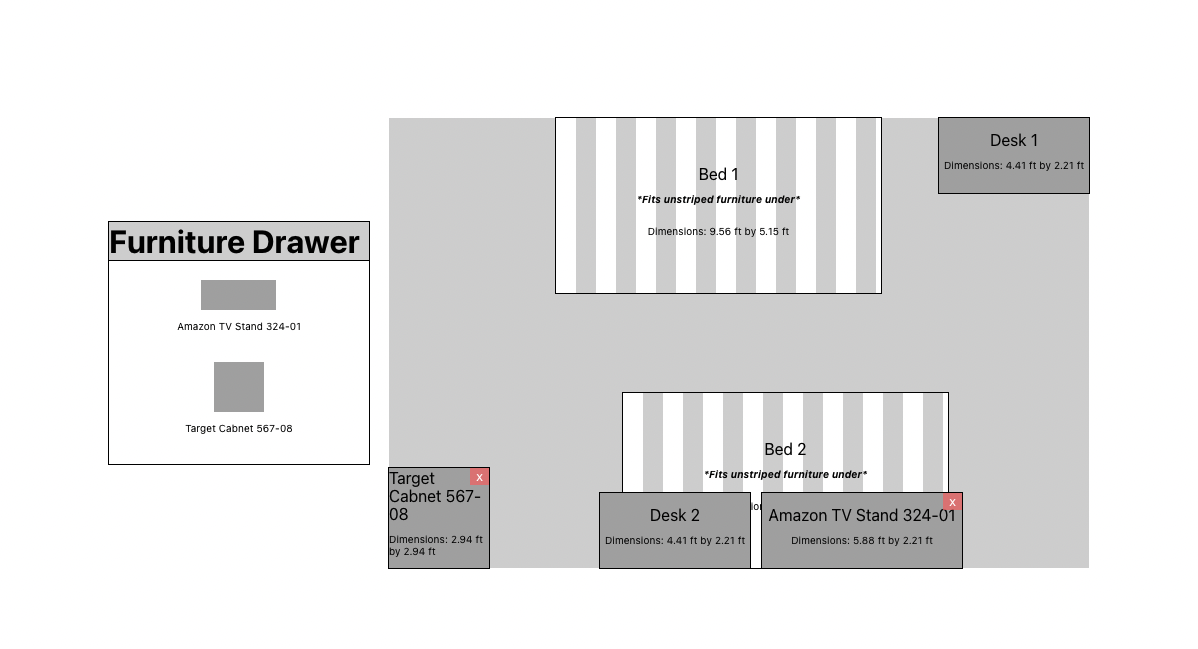 Furniture Drawer
Amazon TV Stand 324-01
Target Cabnet 567-08
Bed 1
*Fits unstriped furniture under*
Dimensions: 9.56 ft by 5.15 ft
Desk 1
Dimensions: 4.41 ft by 2.21 ft
Bed 2
*Fits unstriped furniture under*
Target
Cabnet 567-
08
x
Dimensions: 2.94 ft
by 2.94 ft
Desk 2
Dimensions: 4.41 ft by 2.21 ft
Amazon TV Stand 324-01
x
Dimensions: 5.88 ft by 2.21 ft